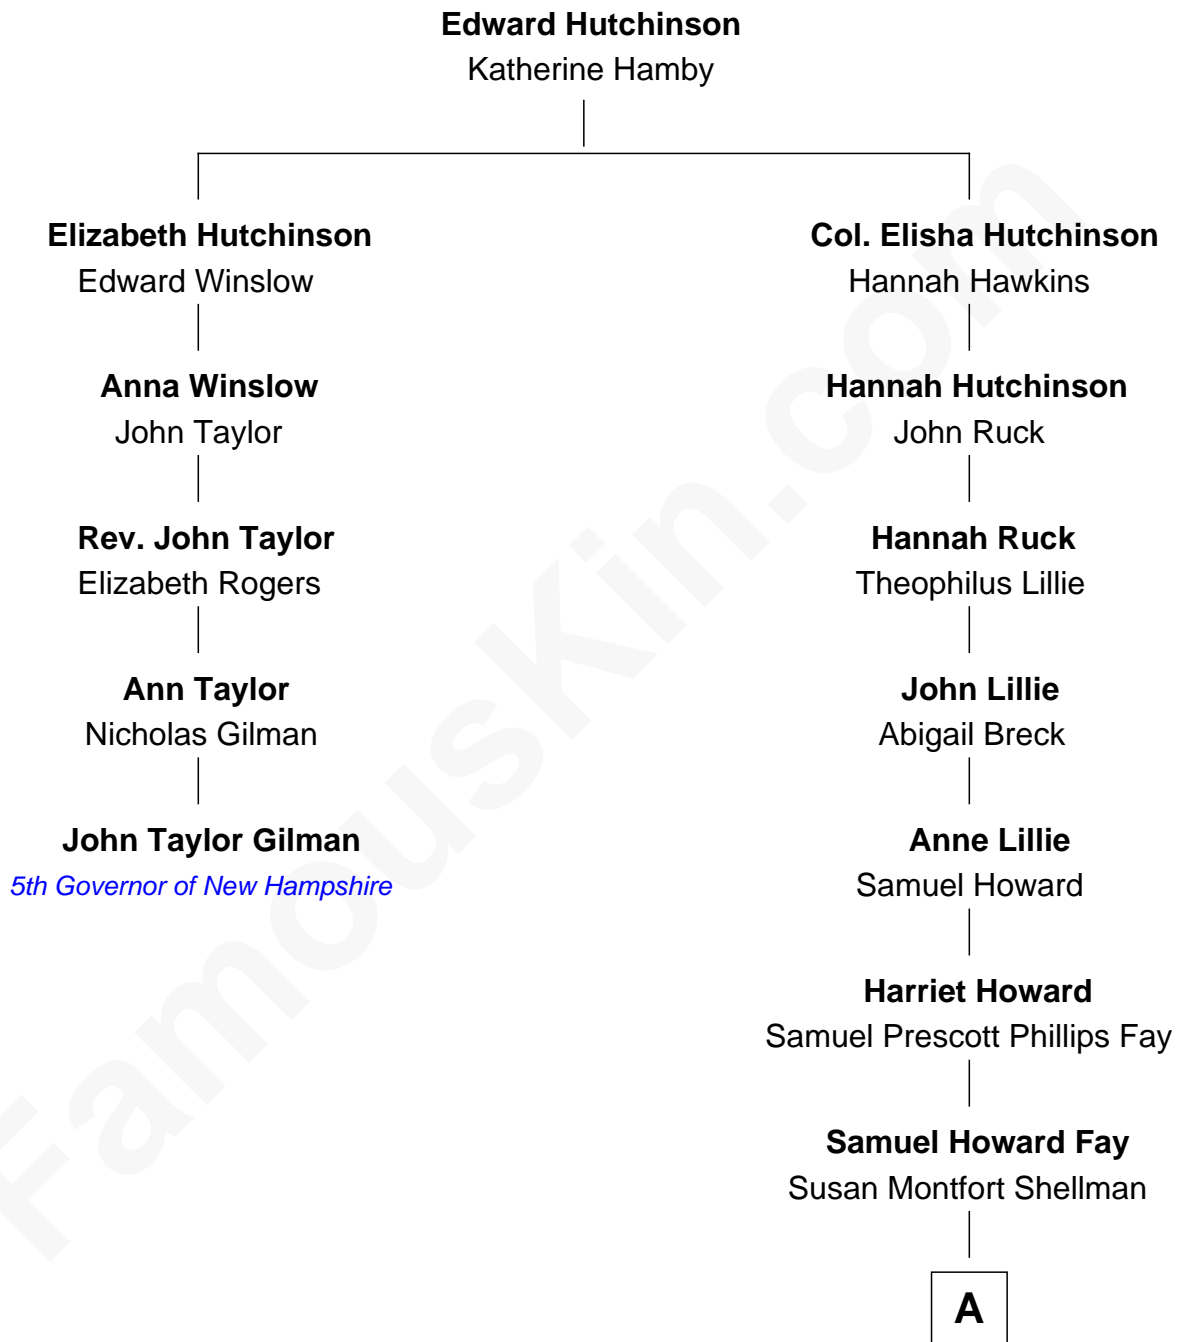 Edward Hutchinson
Katherine Hamby
Elizabeth Hutchinson
Edward Winslow
Col. Elisha Hutchinson
Hannah Hawkins
Anna Winslow
John Taylor
Hannah Hutchinson
John Ruck
Rev. John Taylor
Elizabeth Rogers
Hannah Ruck
Theophilus Lillie
Ann Taylor
Nicholas Gilman
John Lillie
Abigail Breck
John Taylor Gilman
5th Governor of New Hampshire
Anne Lillie
Samuel Howard
Harriet Howard
Samuel Prescott Phillips Fay
Samuel Howard Fay
Susan Montfort Shellman
A
FamousKin.com